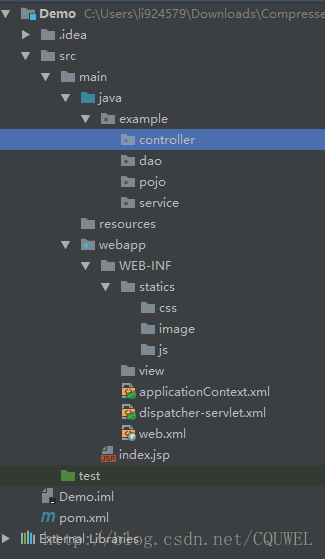 Demo C:\Users\li924579\Downloads\Compresse
.idea
src
main
java
example
controller
dao
pojo
service
resources
webapp
WEB-INF
statics
css
image
js
view
applicationContext.xml
dispatcher-servlet.xml
web.xml
index.jsp
test
Demo.iml
pom.xml
External Libraries
http://blog.csdn.net/CQUWEL